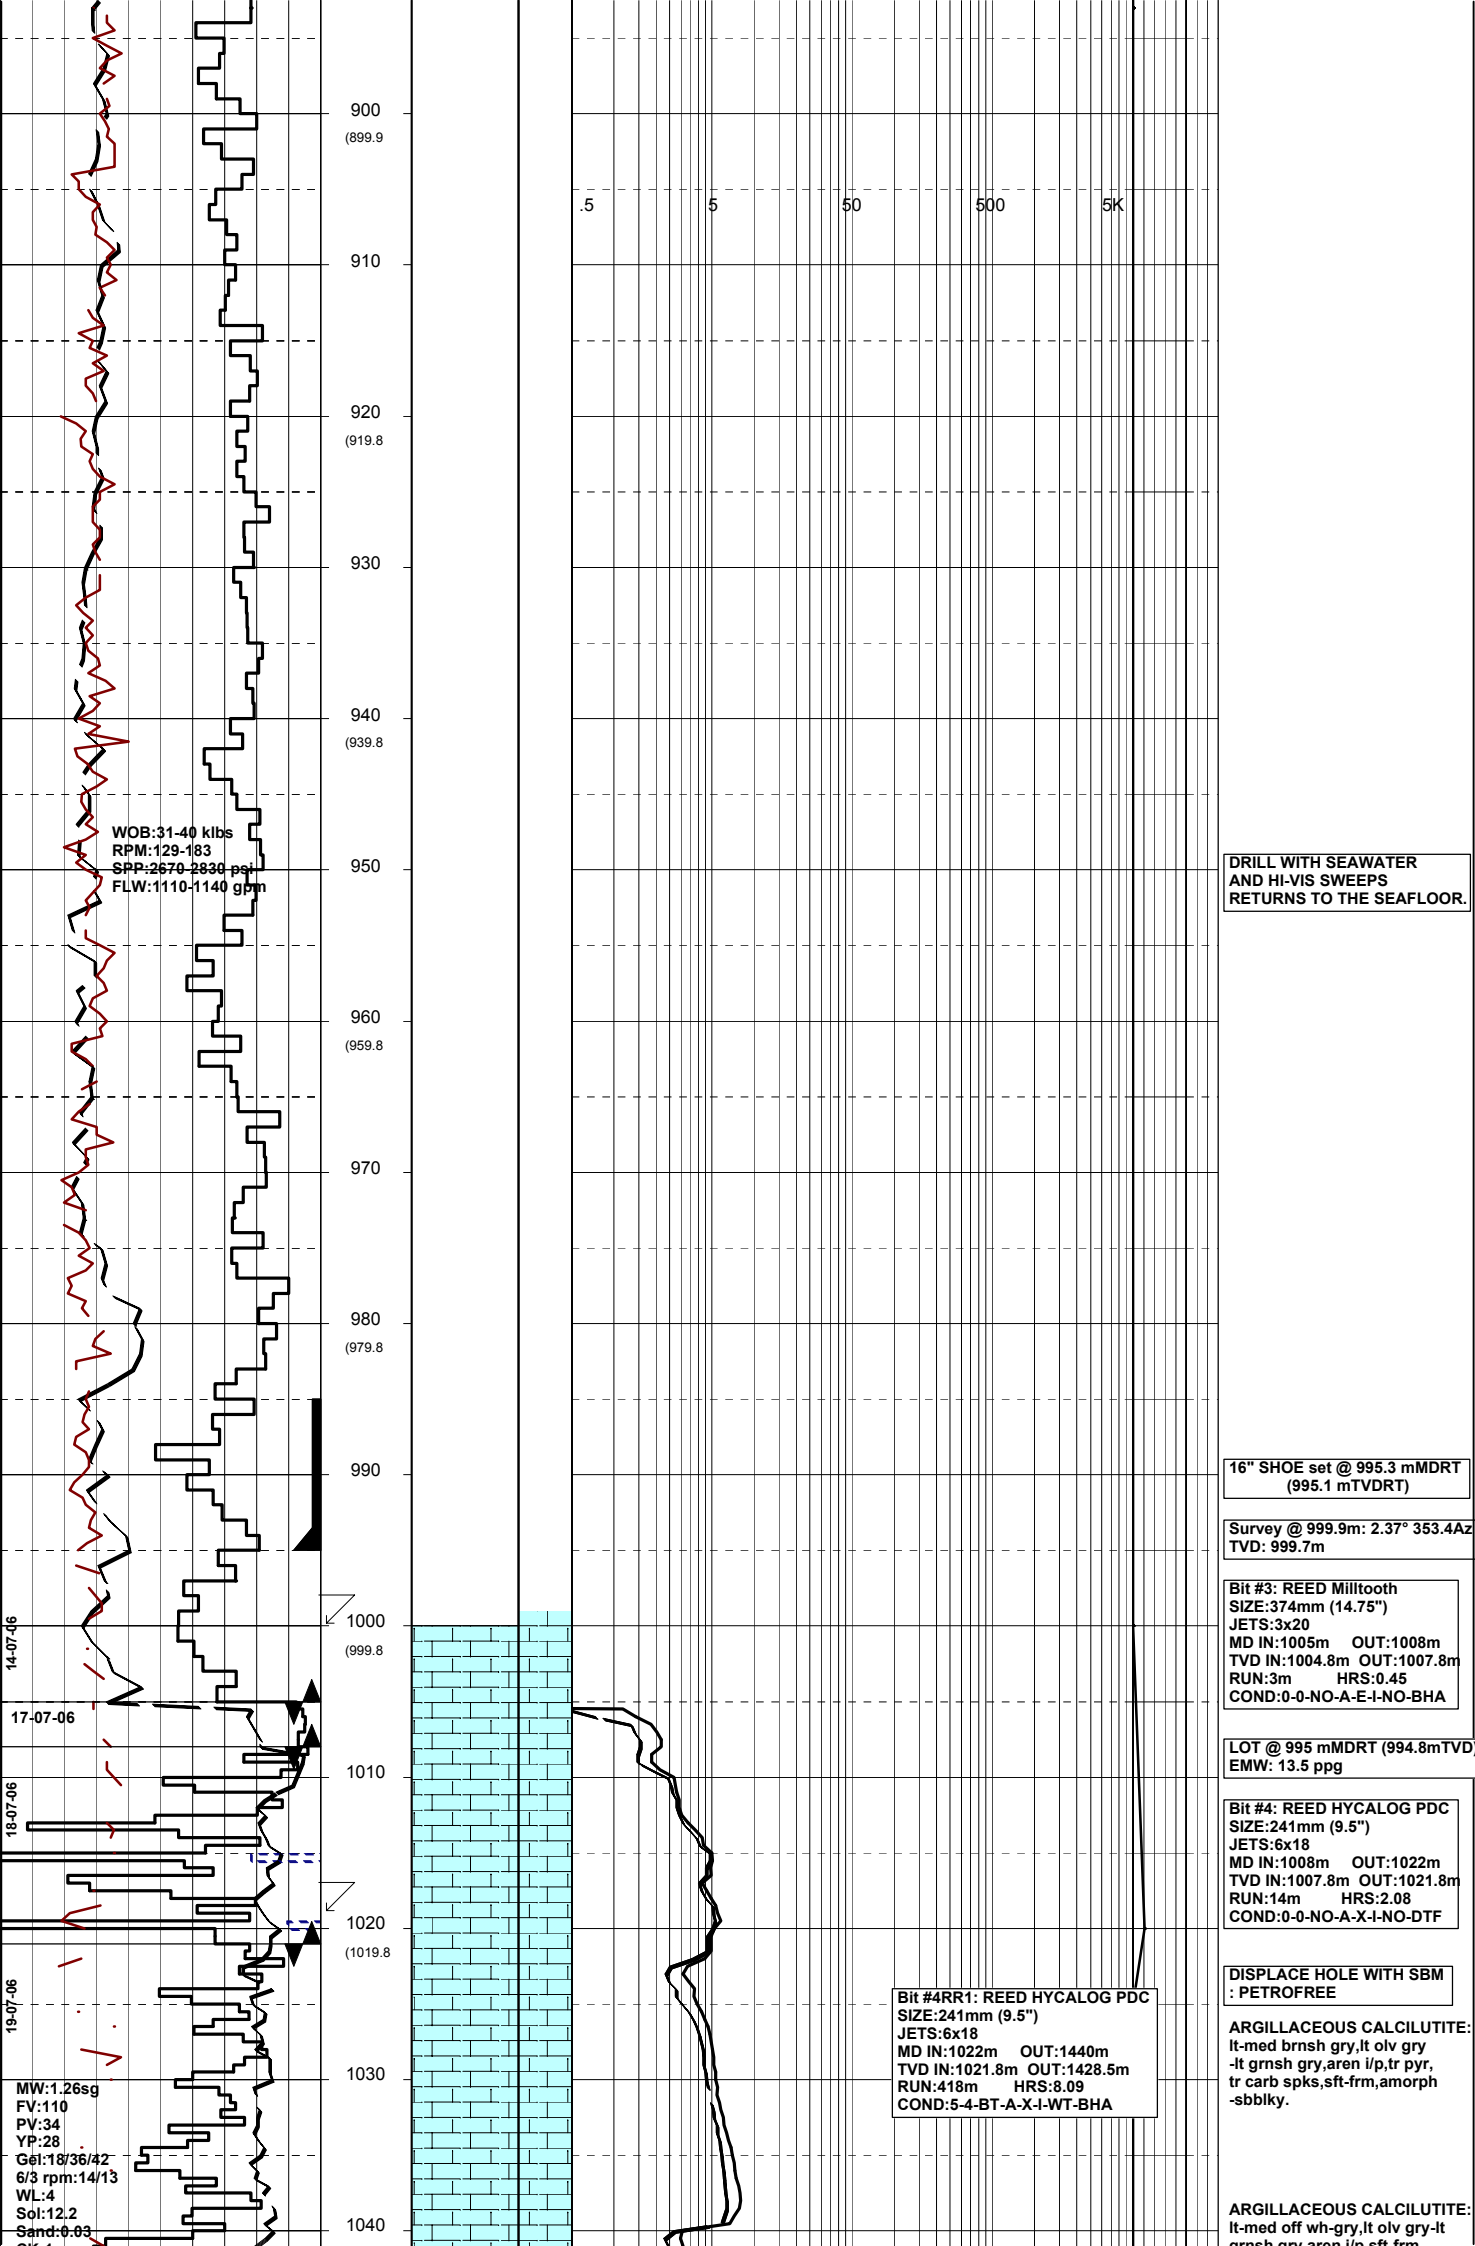 900
(899.9
.5 5 50 500 5K
910
920
(919.8
930
940
(939.8
WOB:31-40 klbs
RPM:129-183
SPP:2670-2830 psi
FLW:1110-1140 gpm
950
DRILL WITH SEAWATER
AND HI-VIS SWEEPS
RETURNS TO THE SEAFLOOR.
960
(959.8
970
980
(979.8
990
16" SHOE set @ 995.3 mMDRT
(995.1 mTVDRT)
Survey @ 999.9m: 2.37° 353.4Az
TVD: 999.7m
Bit #3: REED Milltooth
SIZE:374mm (14.75")
JETS:3x20
MD IN:1005m OUT:1008m
TVD IN:1004.8m OUT:1007.8m
RUN:3m HRS:0.45
COND:0-0-NO-A-E-I-NO-BHA
1000
(999.8
14-07-06
17-07-06
LOT @ 995 mMDRT (994.8mTVD)
EMW: 13.5 ppg
1010
18-07-06
Bit #4: REED HYCALOG PDC
SIZE:241mm (9.5")
JETS:6x18
MD IN:1008m OUT:1022m
TVD IN:1007.8m OUT:1021.8m
RUN:14m HRS:2.08
COND:0-0-NO-A-X-I-NO-DTF
1020
(1019.8
19-07-06
DISPLACE HOLE WITH SBM
: PETROFREE
Bit #4RR1: REED HYCALOG PDC
SIZE:241mm (9.5")
JETS:6x18
MD IN:1022m OUT:1440m
TVD IN:1021.8m OUT:1428.5m
RUN:418m HRS:8.09
COND:5-4-BT-A-X-I-WT-BHA
ARGILLACEOUS CALCILUTITE:
lt-med brnsh gry,lt olv gry
-lt grnsh gry,aren i/p,tr pyr,
tr carb spks,sft-frm,amorph
-sbblky.
1030
MW:1.26sg
FV:110
PV:34
YP:28
Gel:18/36/42
6/3 rpm:14/13
WL:4
Sol:12.2
Sand:0.03
1040
ARGILLACEOUS CALCILUTITE:
lt-med off wh-gry,lt olv gry-lt
grnsh gry,aren i/p,sft-frm